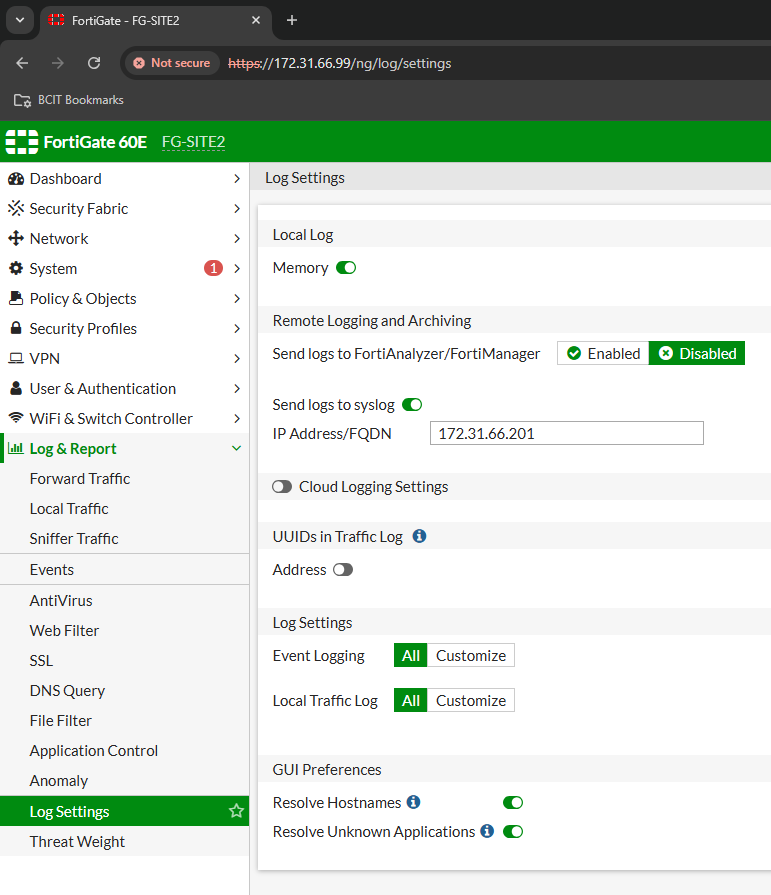 FortiGate - FG-SITE2
Not secure https://172.31.66.99/ng/log/settings
BCIT Bookmarks
FortiGate 60E FG-SITE2
Dashboard
Security Fabric
Network
System 1
Policy & Objects
Security Profiles
VPN
User & Authentication
WiFi & Switch Controller
Log & Report
Forward Traffic
Local Traffic
Sniffer Traffic
Events
AntiVirus
Web Filter
SSL
DNS Query
File Filter
Application Control
Anomaly
Log Settings
Threat Weight
Log Settings
Local Log
Memory
Remote Logging and Archiving
Send logs to FortiAnalyzer/FortiManager Enabled Disabled
Send logs to syslog
IP Address/FQDN 172.31.66.201
Cloud Logging Settings
UUIDs in Traffic Log
Address
Log Settings
Event Logging All Customize
Local Traffic Log All Customize
GUI Preferences
Resolve Hostnames
Resolve Unknown Applications